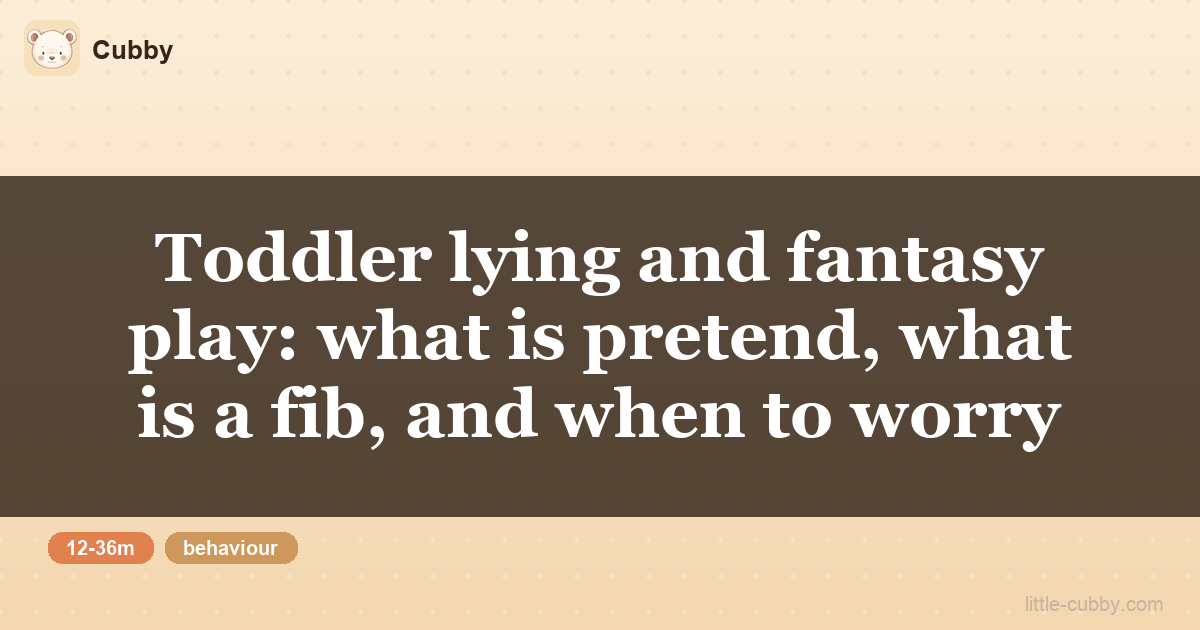 Cubby
Toddler lying and fantasy
play: what is pretend, what
is a fib, and when to worry
12-36m
behaviour
little-cubby.com